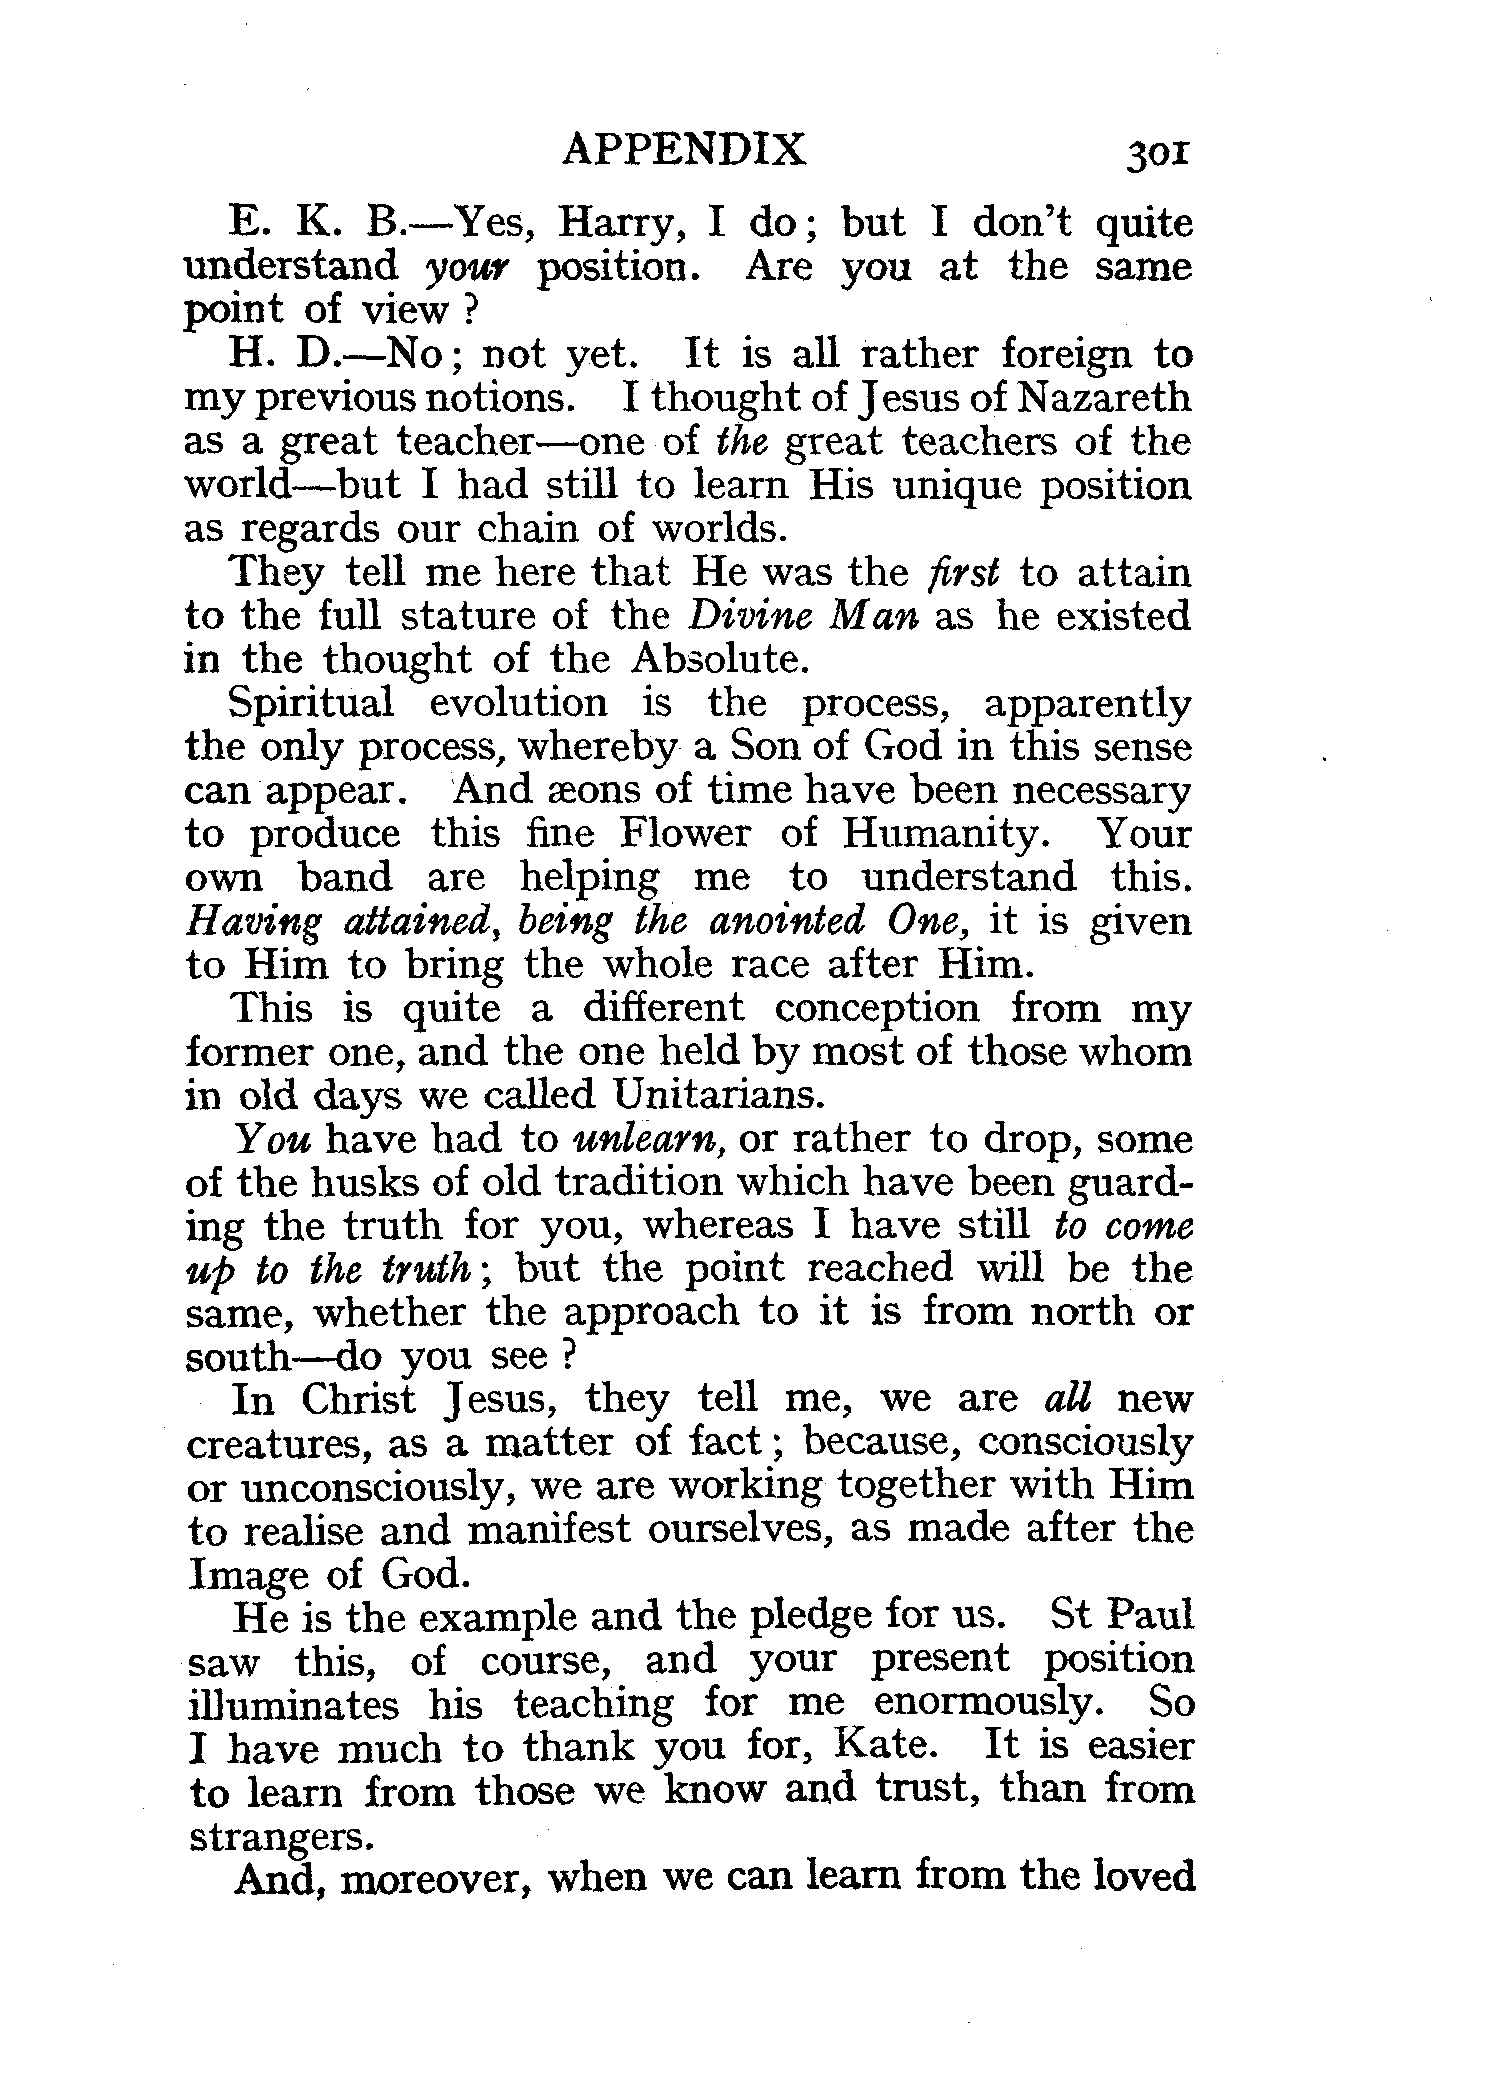 APPENDIX 301
E. K. B.—Yes, Harry, I do; but I don't quite
understand your position. Are you at the same
point of view ?
H. D.—No; not yet. It is all rather foreign to
my previous notions. I thought of Jesus of Nazareth
as a great teacher—one of the great teachers of the
world—but I had still to learn His unique position
as regards our chain of worlds.
They tell me here that He was the first to attain
to the full stature of the Divine Man as he existed
in the thought of the Absolute.
Spiritual evolution is the process, apparently
the only process, whereby a Son of God in this sense
can appear. And æons of time have been necessary
to produce this fine Flower of Humanity. Your
own band are helping me to understand this.
Having attained, being the anointed One, it is given
to Him to bring the whole race after Him.
This is quite a different conception from my
former one, and the one held by most of those whom
in old days we called Unitarians.
You have had to unlearn, or rather to drop, some
of the husks of old tradition which have been guard-
ing the truth for you, whereas I have still to come
up to the truth; but the point reached will be the
same, whether the approach to it is from north or
south—do you see ?
In Christ Jesus, they tell me, we are all new
creatures, as a matter of fact; because, consciously
or unconsciously, we are working together with Him
to realise and manifest ourselves, as made after the
Image of God.
He is the example and the pledge for us. St Paul
saw this, of course, and your present position
illuminates his teaching for me enormously. So
I have much to thank you for, Kate. It is easier
to learn from those we know and trust, than from
strangers.
And, moreover, when we can learn from the loved